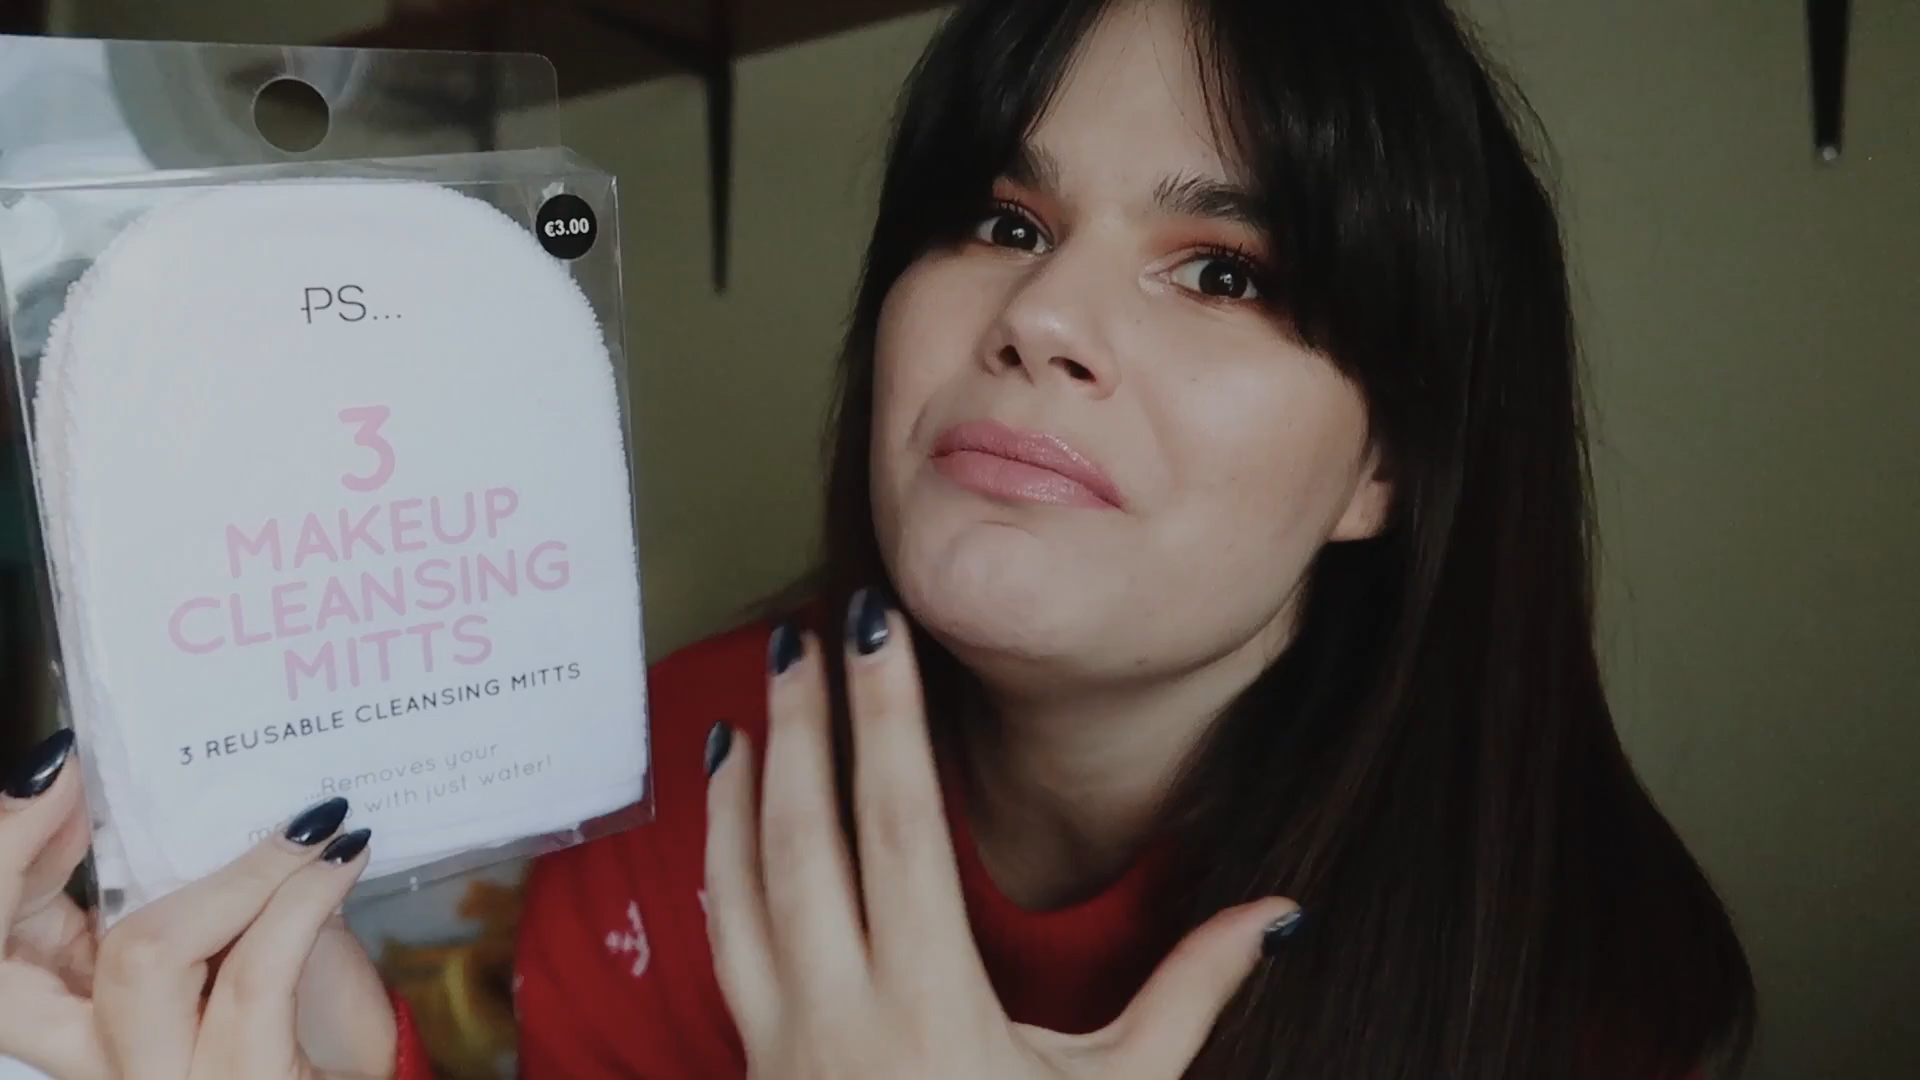 €3.00
PS...
3
MAKEUP
CLEANSING
MITTS
3 REUSABLE CLEANSING MITTS
...Removes your
with just water!